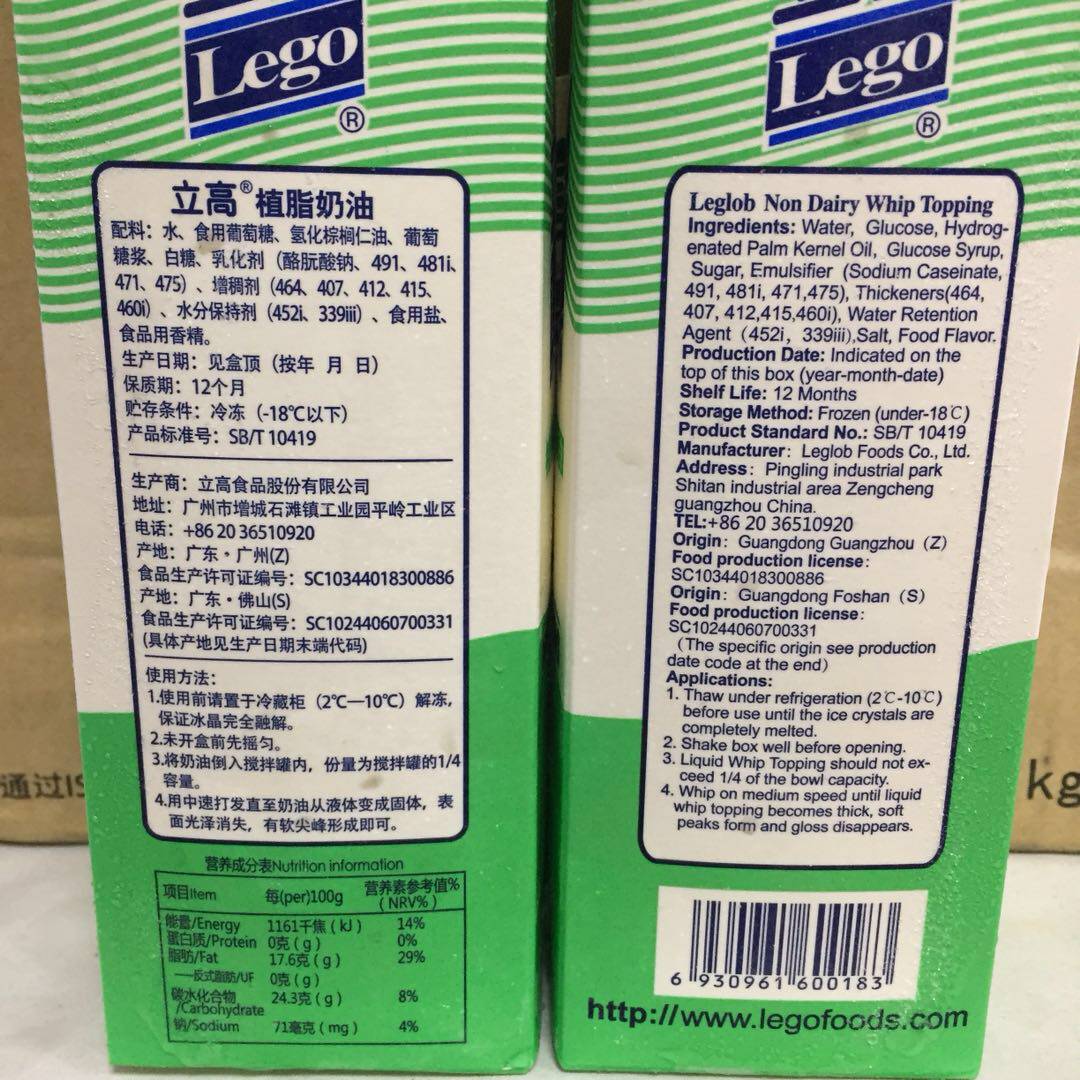 Lego
®
立高®植脂奶油
配料：水、食用葡萄糖、氢化棕榈仁油、葡萄
糖浆、白糖、乳化剂（酪朊酸钠、491、481i、
471、475）、增稠剂（464、407、412、415、
460i）、水分保持剂（452i、339iii）、食用盐、
食品用香精。
生产日期：见盒顶（按年 月 日）
保质期：12个月
贮存条件：冷冻（-18℃以下）
产品标准号：SB/T 10419
生产商：立高食品股份有限公司
地址：广州市增城石滩镇工业园平岭工业区
电话：+86 20 36510920
产地：广东·广州(Z)
食品生产许可证编号：SC10344018300886
产地：广东·佛山(S)
食品生产许可证编号：SC10244060700331
(具体产地见生产日期末端代码)
使用方法：
1.使用前请置于冷藏柜（2℃—10℃）解冻，
保证冰晶完全融解。
2.未开盒前先摇匀。
3.将奶油倒入搅拌罐内，份量为搅拌罐的1/4
容量。
4.用中速打发直至奶油从液体变成固体，表
面光泽消失，有软尖峰形成即可。
营养成分表Nutrition information
项目Item 每(per)100g 营养素参考值%
（NRV%）
能量/Energy 1161千焦（kJ） 14%
蛋白质/Protein 0克（g） 0%
脂肪/Fat 17.6克（g） 29%
—反式脂肪/UF 0克（g）
碳水化合物 24.3克（g） 8%
/Carbohydrate
钠/Sodium 71毫克（mg） 4%
Lego
®
Leglob Non Dairy Whip Topping
Ingredients: Water, Glucose, Hydrog-
enated Palm Kernel Oil, Glucose Syrup,
Sugar, Emulsifier (Sodium Caseinate,
491, 481i, 471,475), Thickeners(464,
407, 412,415,460i), Water Retention
Agent（452i，339iii),Salt, Food Flavor.
Production Date: Indicated on the
top of this box (year-month-date)
Shelf Life: 12 Months
Storage Method: Frozen (under-18℃)
Product Standard No.: SB/T 10419
Manufacturer: Leglob Foods Co., Ltd.
Address: Pingling industrial park
Shitan industrial area Zengcheng
guangzhou China.
TEL:+86 20 36510920
Origin: Guangdong Guangzhou（Z)
Food production license:
SC10344018300886
Origin: Guangdong Foshan（S）
Food production license:
SC10244060700331
（The specific origin see production
date code at the end）
Applications:
1. Thaw under refrigeration (2℃-10℃)
before use until the ice crystals are
completely melted.
2. Shake box well before opening.
3. Liquid Whip Topping should not ex-
ceed 1/4 of the bowl capacity.
4. Whip on medium speed until liquid
whip topping becomes thick, soft
peaks form and gloss disappears.
6 930961 600183
http://www.legofoods.com
通过IS
kg